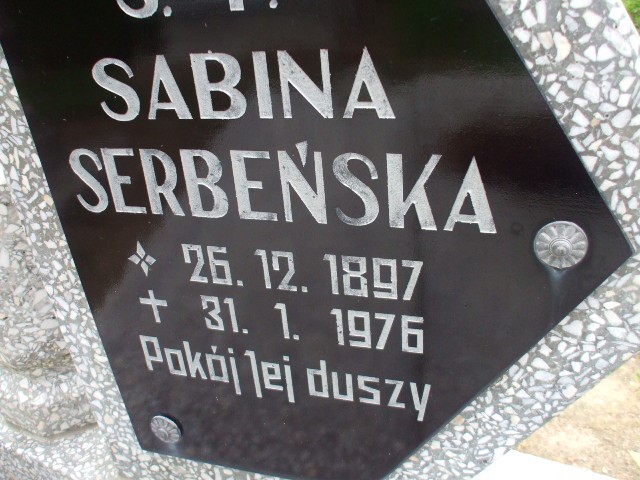 Ś. P.
SABINA
SERBEŃSKA
26. 12. 1897
31. 1. 1976
Pokój Jej duszy